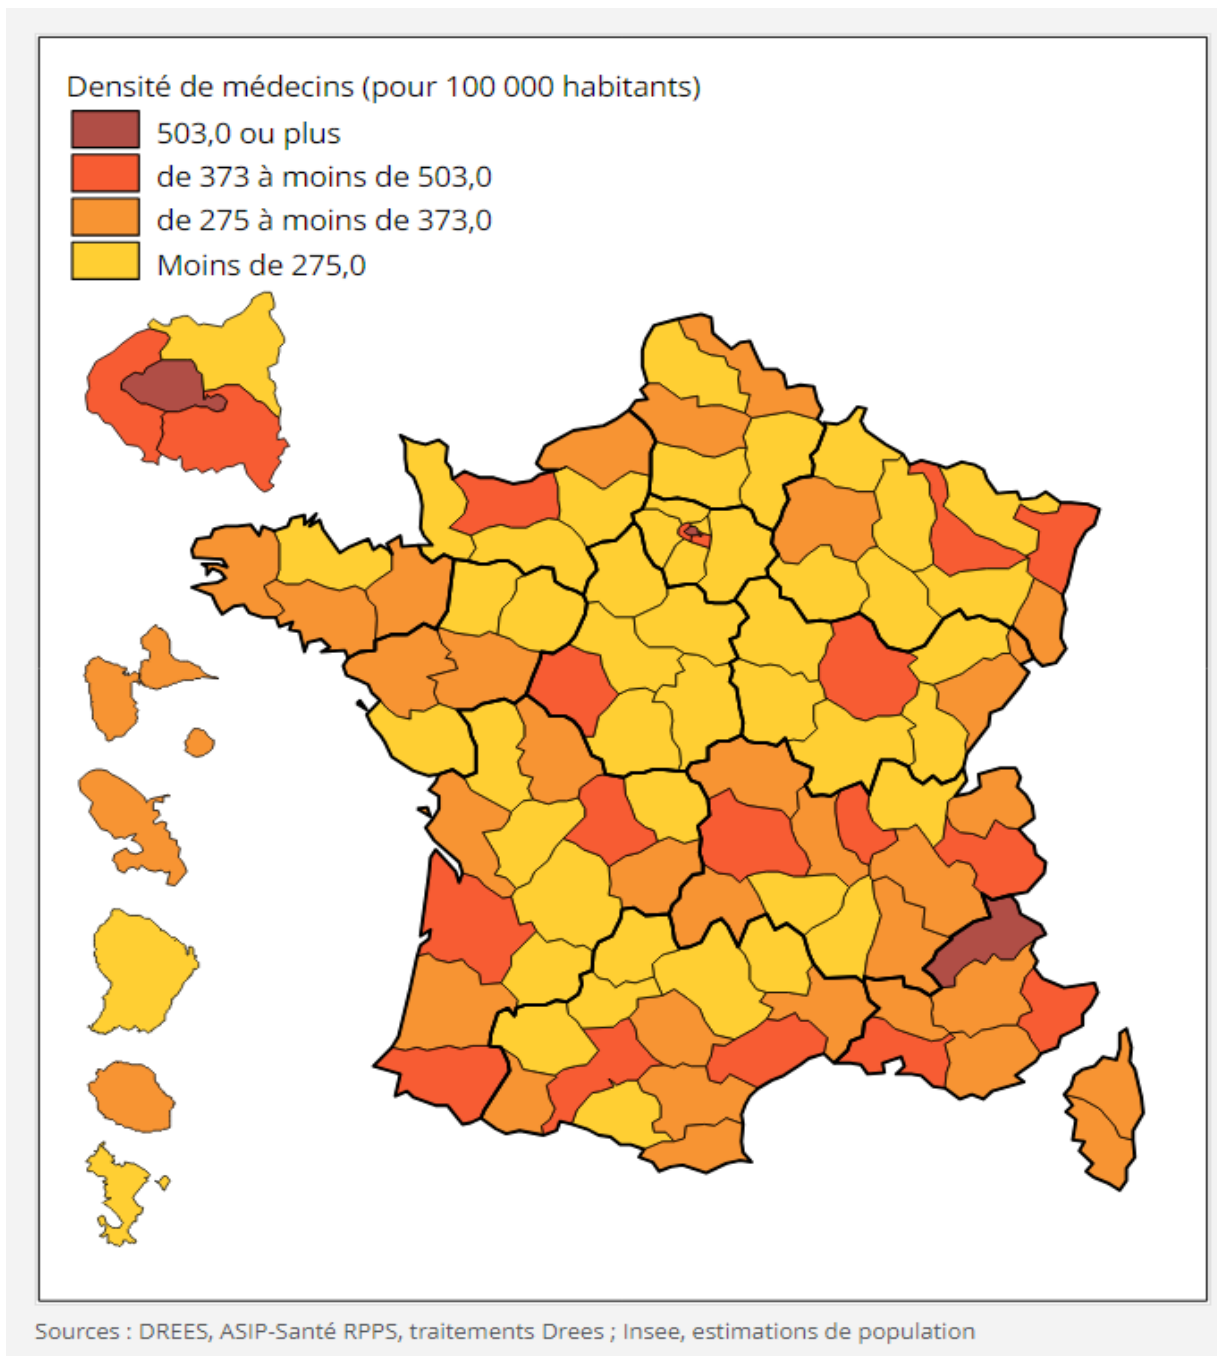 Densité de médecins (pour 100 000 habitants)
503,0 ou plus
de 373 à moins de 503,0
de 275 à moins de 373,0
Moins de 275,0
Sources : DREES, ASIP-Santé RPPS, traitements Drees ; Insee, estimations de population